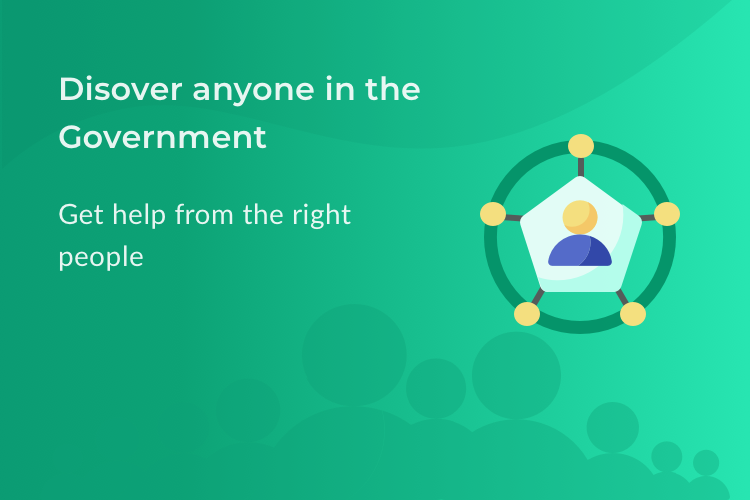 Disover anyone in the
Government
Get help from the right
people